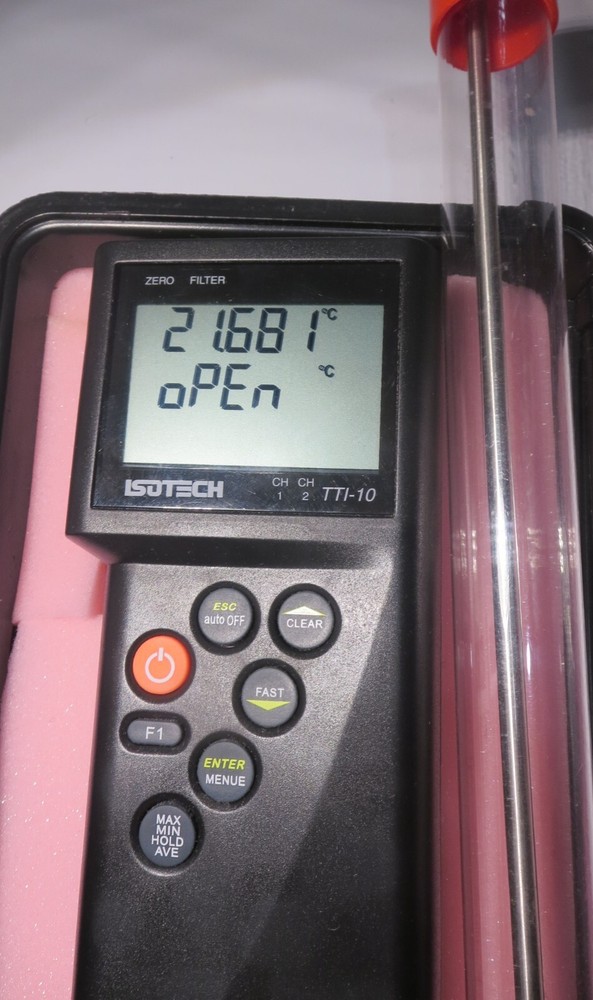 ZERO FILTER
21.681 °C
°C
oPEn
ISOTECH
CH 1 CH 2 TTI-10
ESC
auto OFF
CLEAR
FAST
F1
ENTER
MENUE
MAX
MIN
HOLD
AVE